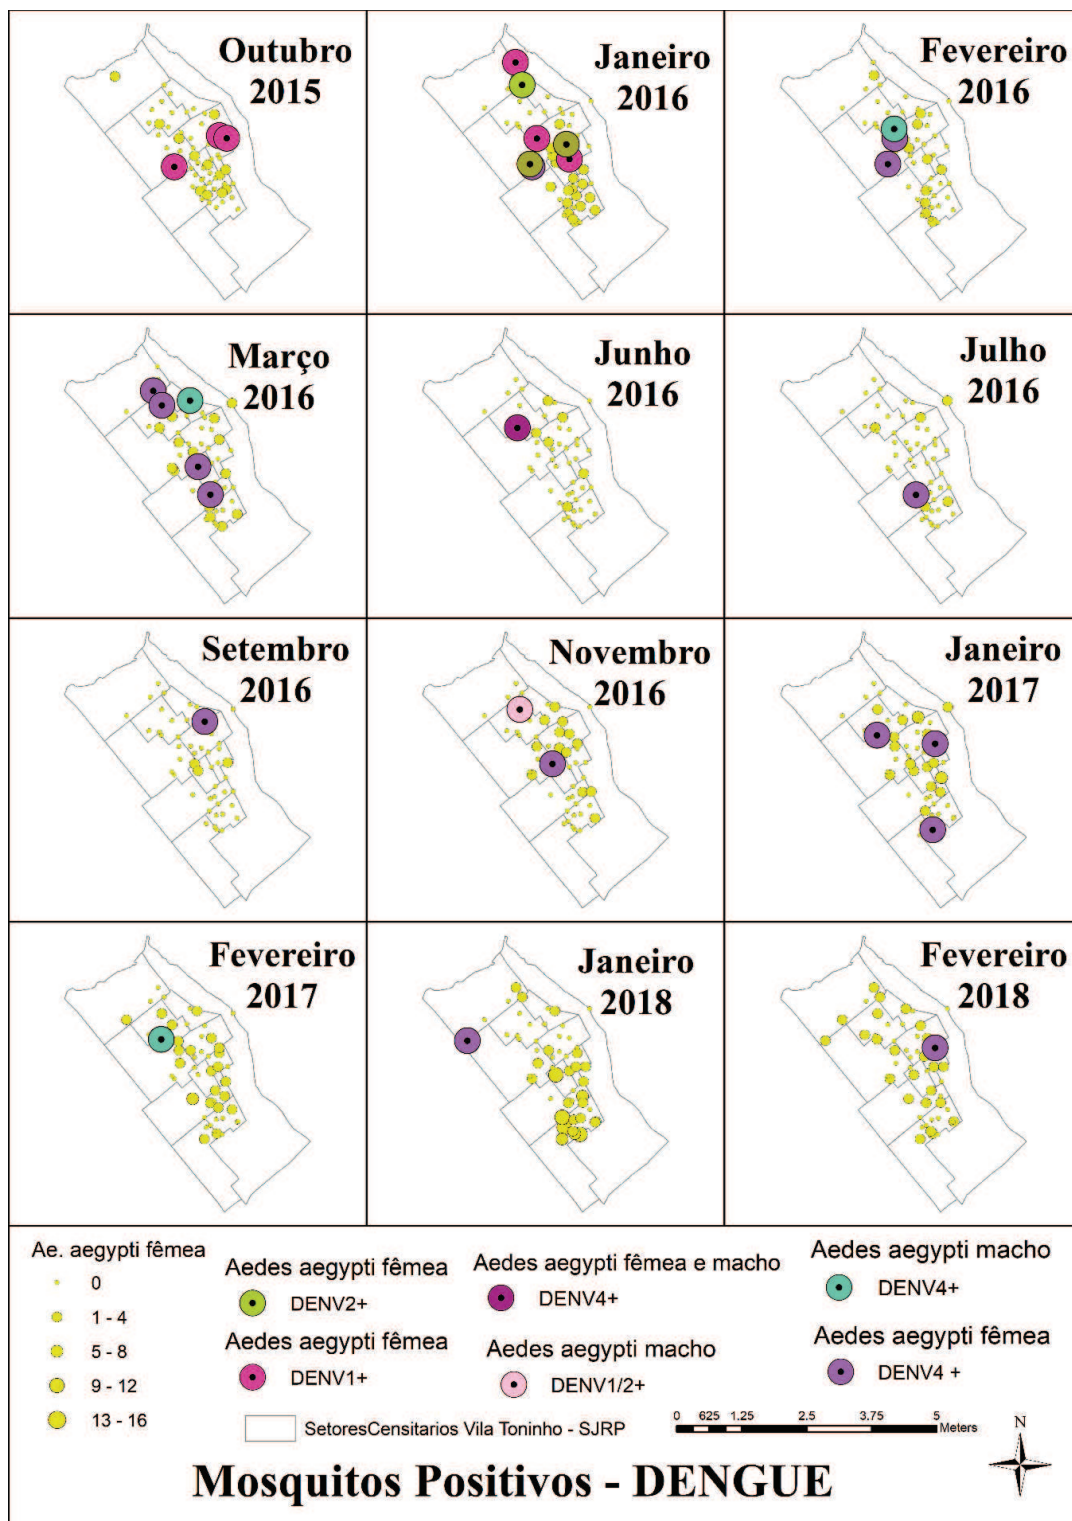 Outubro
2015
Janeiro
2016
Fevereiro
2016
Março
2016
Junho
2016
Julho
2016
Setembro
2016
Novembro
2016
Janeiro
2017
Fevereiro
2017
Janeiro
2018
Fevereiro
2018
Ae. aegypti fêmea
0
1 - 4
5 - 8
9 - 12
13 - 16
Aedes aegypti fêmea
DENV2+
Aedes aegypti fêmea
DENV1+
Aedes aegypti fêmea e macho
DENV4+
Aedes aegypti macho
DENV1/2+
Aedes aegypti macho
DENV4+
Aedes aegypti fêmea
DENV4 +
SetoresCensitarios Vila Toninho - SJRP
0 625 1.25 2.5 3.75 5
Meters
N
Mosquitos Positivos - DENGUE